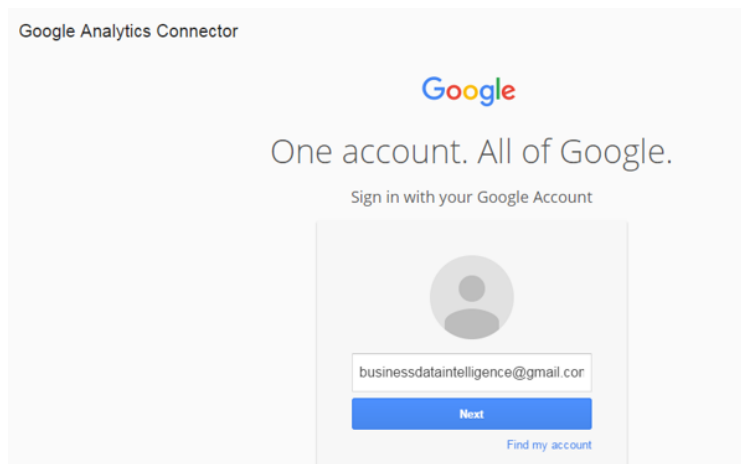 Google Analytics Connector
Google
One account. All of Google.
Sign in with your Google Account
businessdataintelligence@gmail.con
Next
Find my account